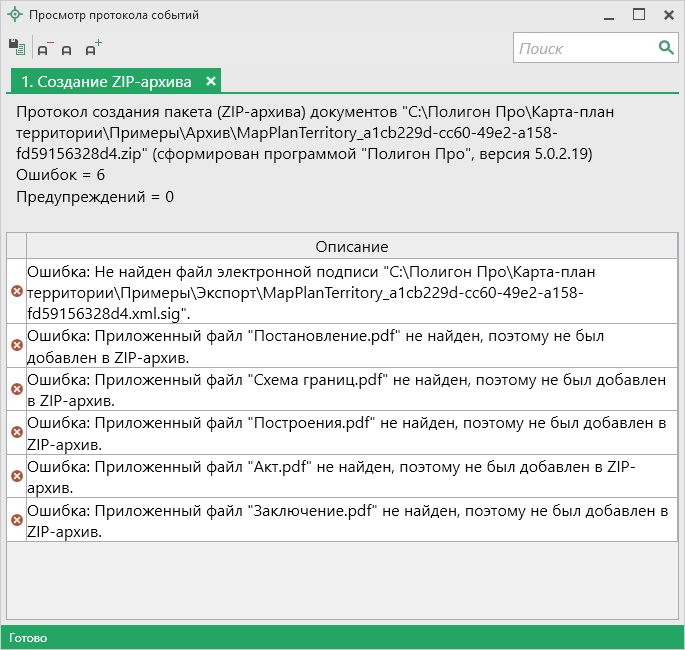 Просмотр протокола событий
Поиск
1. Создание ZIP-архива
Протокол создания пакета (ZIP-архива) документов "C:\Полигон Про\Карта-план
территории\Примеры\Архив\MapPlanTerritory_a1cb229d-cc60-49e2-a158-
fd59156328d4.zip" (сформирован программой "Полигон Про", версия 5.0.2.19)
Ошибок = 6
Предупреждений = 0
Описание
Ошибка: Не найден файл электронной подписи "C:\Полигон Про\Карта-план
территории\Примеры\Экспорт\MapPlanTerritory_a1cb229d-cc60-49e2-a158-
fd59156328d4.xml.sig".
Ошибка: Приложенный файл "Постановление.pdf" не найден, поэтому не был
добавлен в ZIP-архив.
Ошибка: Приложенный файл "Схема границ.pdf" не найден, поэтому не был добавлен
в ZIP-архив.
Ошибка: Приложенный файл "Построения.pdf" не найден, поэтому не был добавлен в
ZIP-архив.
Ошибка: Приложенный файл "Акт.pdf" не найден, поэтому не был добавлен в ZIP-
архив.
Ошибка: Приложенный файл "Заключение.pdf" не найден, поэтому не был добавлен в
ZIP-архив.
Готово